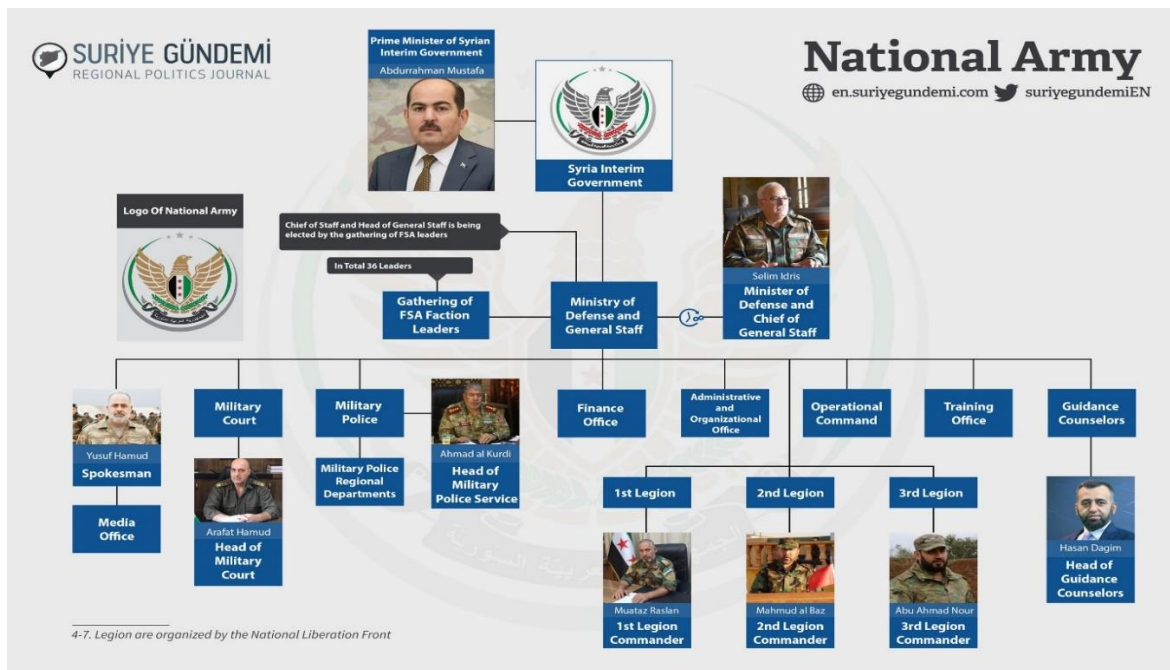 SURİYE GÜNDEMİ
REGIONAL POLITICS JOURNAL
Prime Minister of Syrian
Interim Government
Abdurrahman Mustafa
Syria Interim
Government
National Army
en.suriyegundemi.com suriyegundemiEN
Logo Of National Army
Chief of Staff and Head of General Staff is being
elected by the gathering of FSA leaders
In Total 36 Leaders
Gathering of
FSA Faction
Leaders
Ministry of
Defense and
General Staff
Selim Idris
Minister of
Defense and
Chief of
General Staff
Yusuf Hamud
Spokesman
Media
Office
Military
Court
Arafat Hamud
Head of
Military
Court
Military
Police
Military Police
Regional
Departments
Ahmad al Kurdi
Head of
Military
Police Service
Finance
Office
Administrative
and
Organizational
Office
Operational
Command
Training
Office
Guidance
Counselors
Hasan Dagim
Head of
Guidance
Counselors
1st Legion
Muataz Raslan
1st Legion
Commander
2nd Legion
Mahmud al Baz
2nd Legion
Commander
3rd Legion
Abu Ahmad Nour
3rd Legion
Commander
4-7. Legion are organized by the National Liberation Front